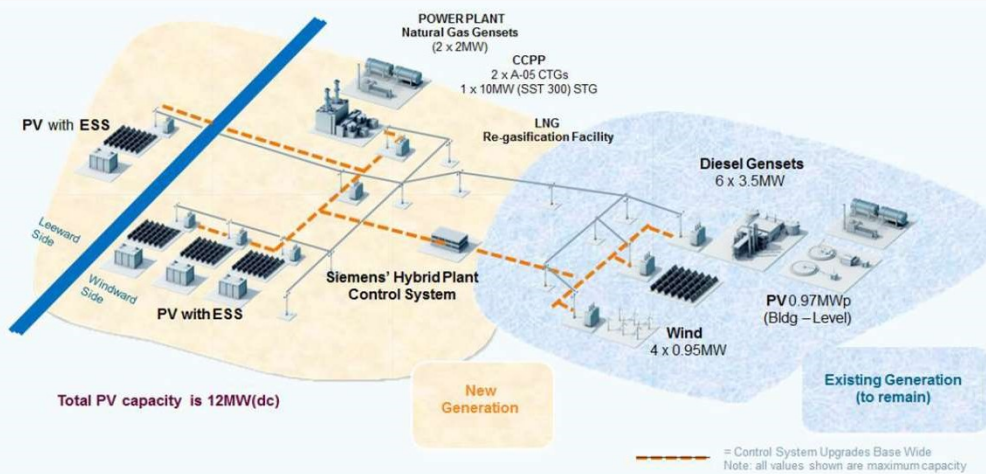 POWER PLANT
Natural Gas Gensets
(2 x 2MW)
CCPP
2 x A-05 CTGs
1 x 10MW (SST 300) STG
LNG
Re-gasification Facility
PV with ESS
Diesel Gensets
6 x 3.5MW
Leeward
Side
Windward
Side
Siemens' Hybrid Plant
Control System
PV with ESS
PV 0.97MWp
(Bldg – Level)
Wind
4 x 0.95MW
New
Generation
Existing Generation
(to remain)
Total PV capacity is 12MW(dc)
= Control System Upgrades Base Wide
Note: all values shown are maximum capacity